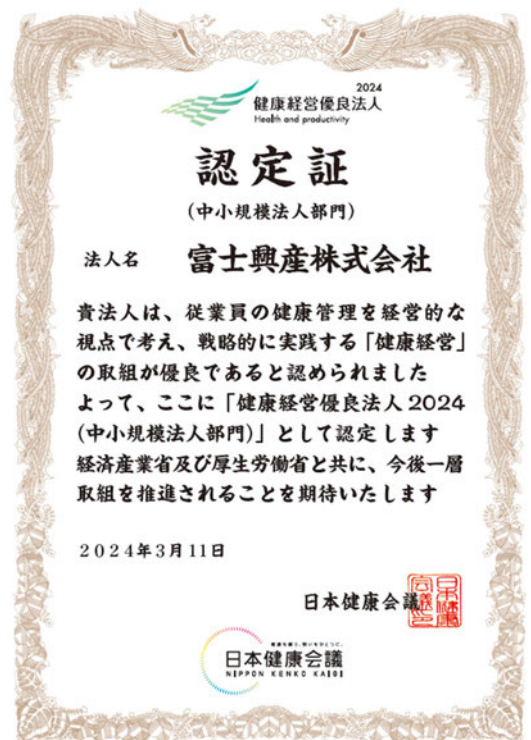 2024
健康経営優良法人
Health and productivity
認定証
(中小規模法人部門)
法人名 富士興産株式会社
貴法人は、従業員の健康管理を経営的な
視点で考え、戦略的に実践する「健康経営」
の取組が優良であると認められました
よって、ここに「健康経営優良法人2024
(中小規模法人部門)」として認定します
経済産業省及び厚生労働省と共に、今後一層
取組を推進されることを期待いたします
2024年3月11日
日本健康会議
日本健康会議
NIPPON KENKO KAIGI